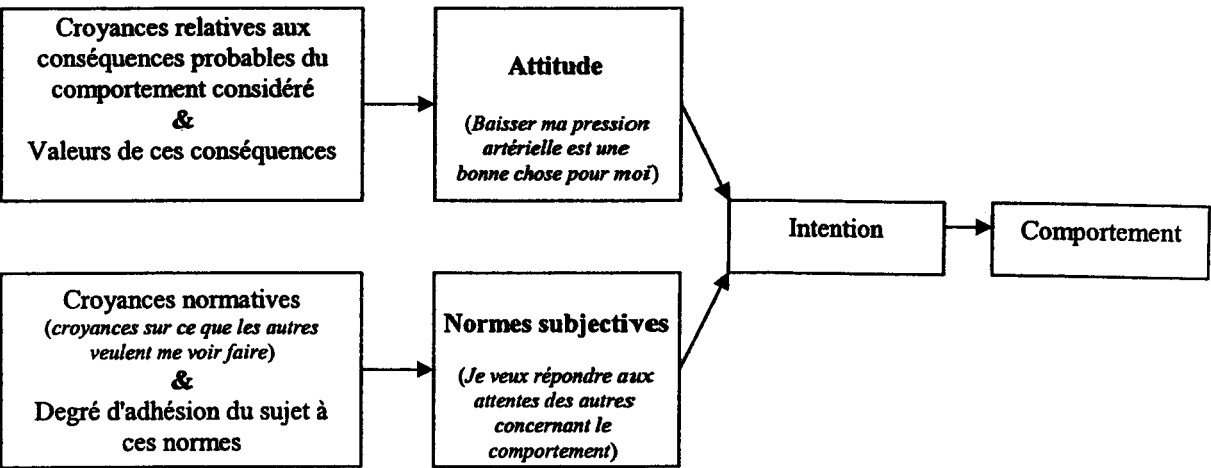 Croyances relatives aux
conséquences probables du
comportement considéré
&
Valeurs de ces conséquences
Attitude
(Baisser ma pression
artérielle est une
bonne chose pour moi)
Croyances normatives
(croyances sur ce que les autres
veulent me voir faire)
&
Degré d'adhésion du sujet à
ces normes
Normes subjectives
(Je veux répondre aux
attentes des autres
concernant le
comportement)
Intention
Comportement